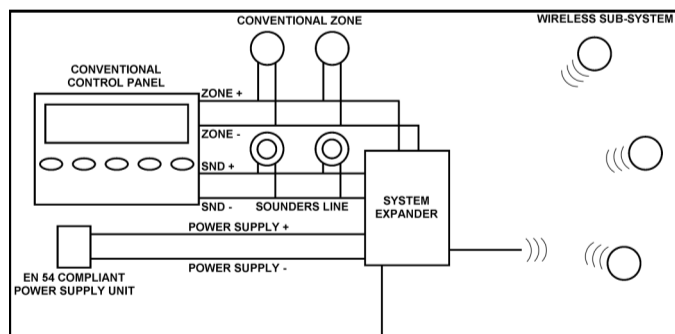 CONVENTIONAL ZONE
WIRELESS SUB-SYSTEM
CONVENTIONAL
CONTROL PANEL
ZONE +
ZONE -
SND +
SND -
SOUNDERS LINE
SYSTEM
EXPANDER
POWER SUPPLY +
POWER SUPPLY -
EN 54 COMPLIANT
POWER SUPPLY UNIT